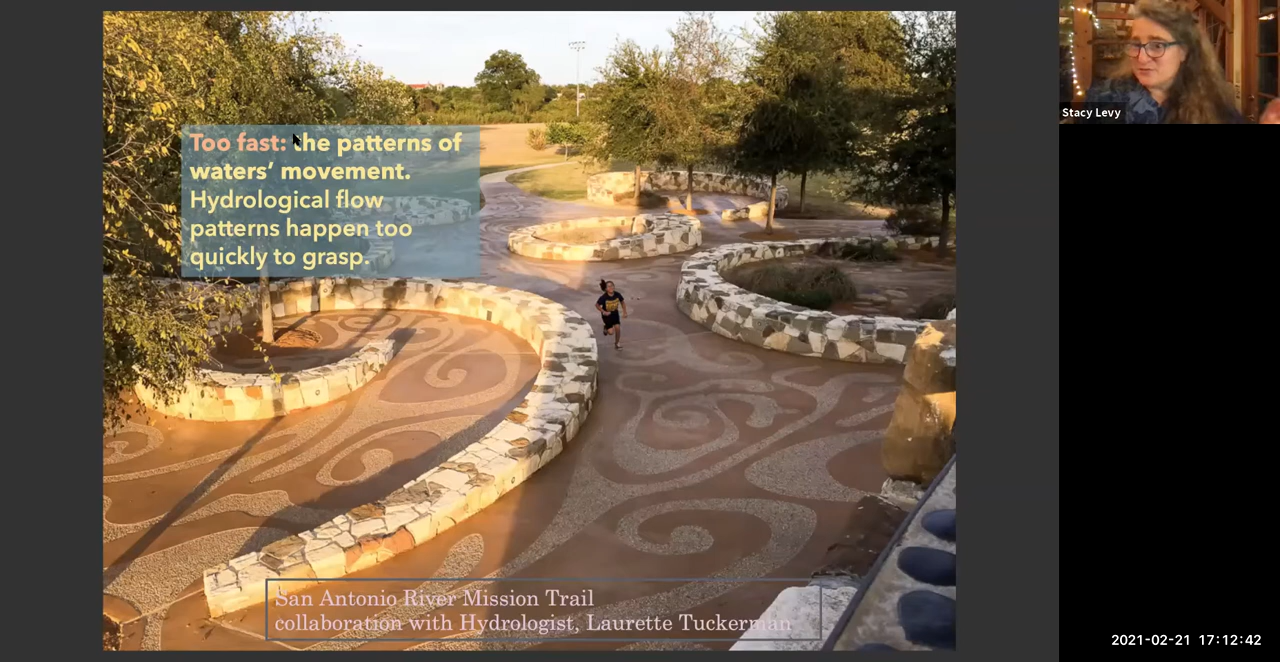 Too fast: the patterns of
waters’ movement.
Hydrological flow
patterns happen too
quickly to grasp.
San Antonio River Mission Trail
collaboration with Hydrologist, Laurette Tuckerman
Stacy Levy
2021-02-21 17:12:42